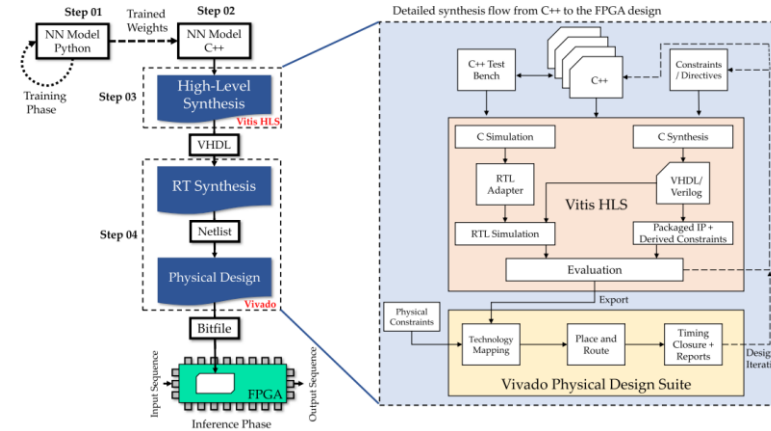 Step 01
Step 02
NN Model
Python
Trained
Weights
NN Model
C++
Training
Phase
Step 03
High-Level
Synthesis
Vitis HLS
VHDL
RT Synthesis
Step 04
Netlist
Physical Design
Vivado
Bitfile
Input Sequence
FPGA
Output Sequence
Inference Phase
Detailed synthesis flow from C++ to the FPGA design
C++ Test
Bench
C++
Constraints
/ Directives
C Simulation
C Synthesis
RTL
Adapter
VHDL/
Verilog
Vitis HLS
RTL Simulation
Packaged IP +
Derived Constraints
Evaluation
Export
Physical
Constraints
Technology
Mapping
Place and
Route
Timing
Closure +
Reports
Vivado Physical Design Suite